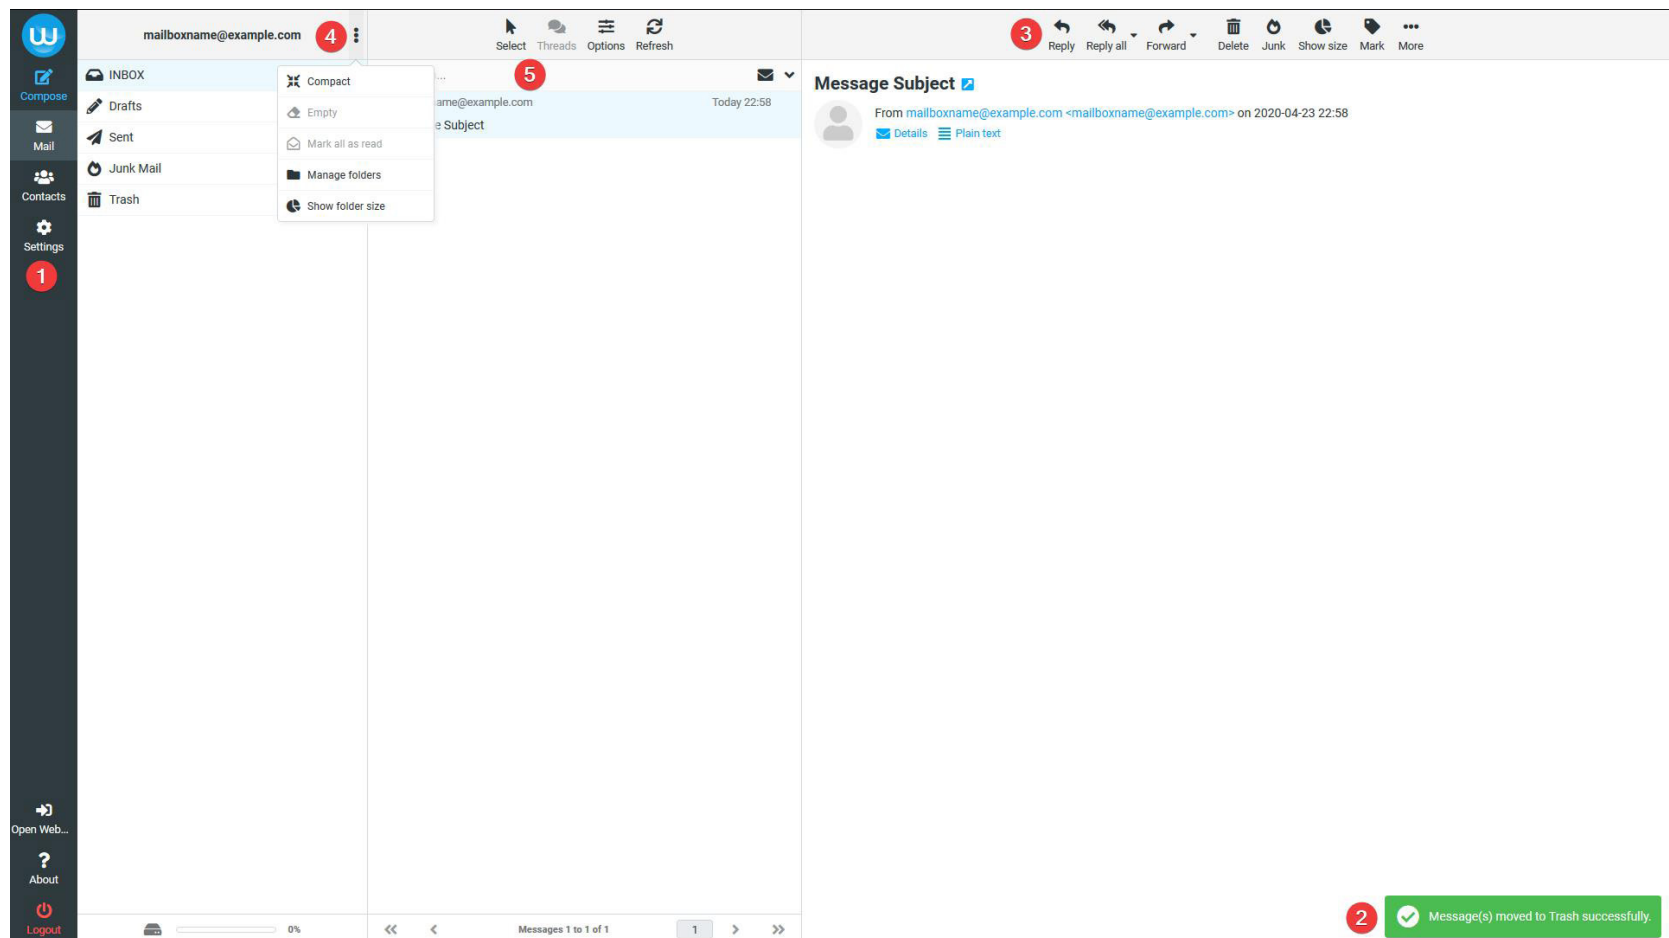 mailboxname@example.com 4
Select Threads Options Refresh
3 Reply Reply all Forward Delete Junk Show size Mark More
Compose
Mail
Contacts
Settings
1
INBOX
Drafts
Sent
Junk Mail
Trash
Compact
Empty
Mark all as read
Manage folders
Show folder size
... 5
ame@example.com Today 22:58
e Subject
Message Subject
From mailboxname@example.com <mailboxname@example.com> on 2020-04-23 22:58
Details Plain text
Open Web...
? About
Logout
0%
Messages 1 to 1 of 1 1
2 Message(s) moved to Trash successfully.